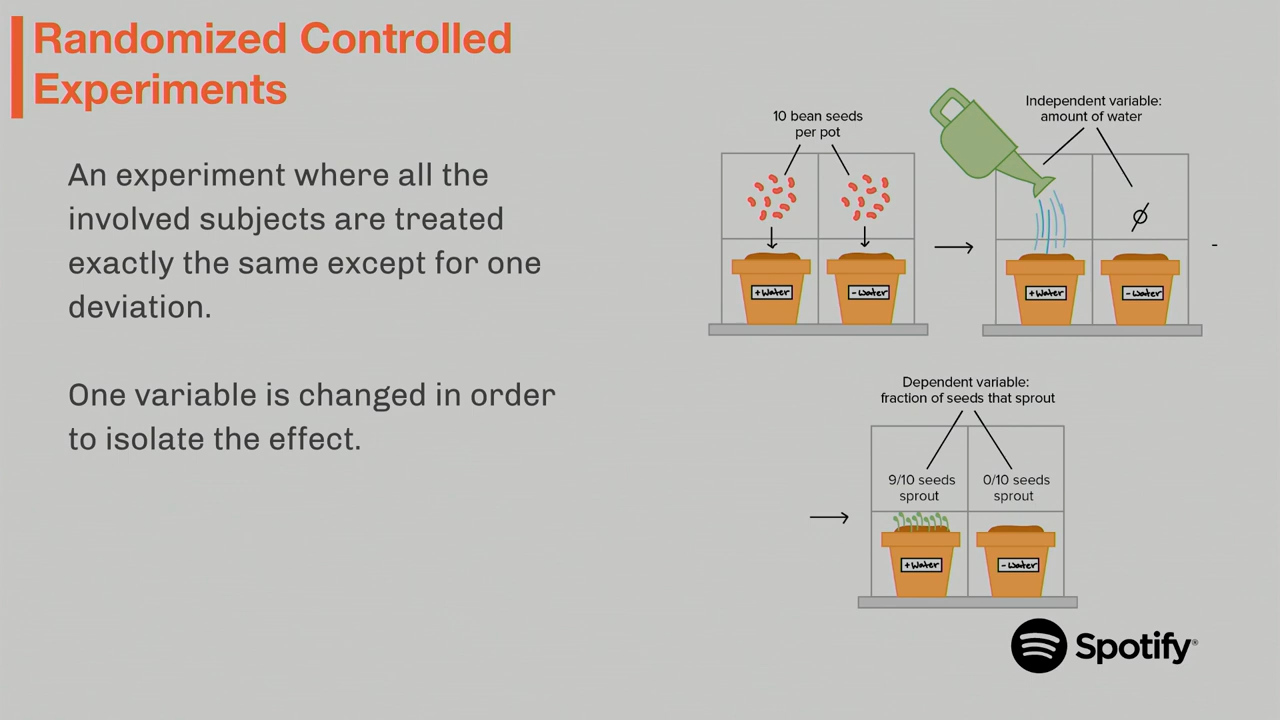 Randomized Controlled
Experiments
An experiment where all the
involved subjects are treated
exactly the same except for one
deviation.
One variable is changed in order
to isolate the effect.
10 bean seeds
per pot
+Water
-Water
Independent variable:
amount of water
+Water
-Water
Dependent variable:
fraction of seeds that sprout
9/10 seeds
sprout
0/10 seeds
sprout
+Water
-Water
Spotify®